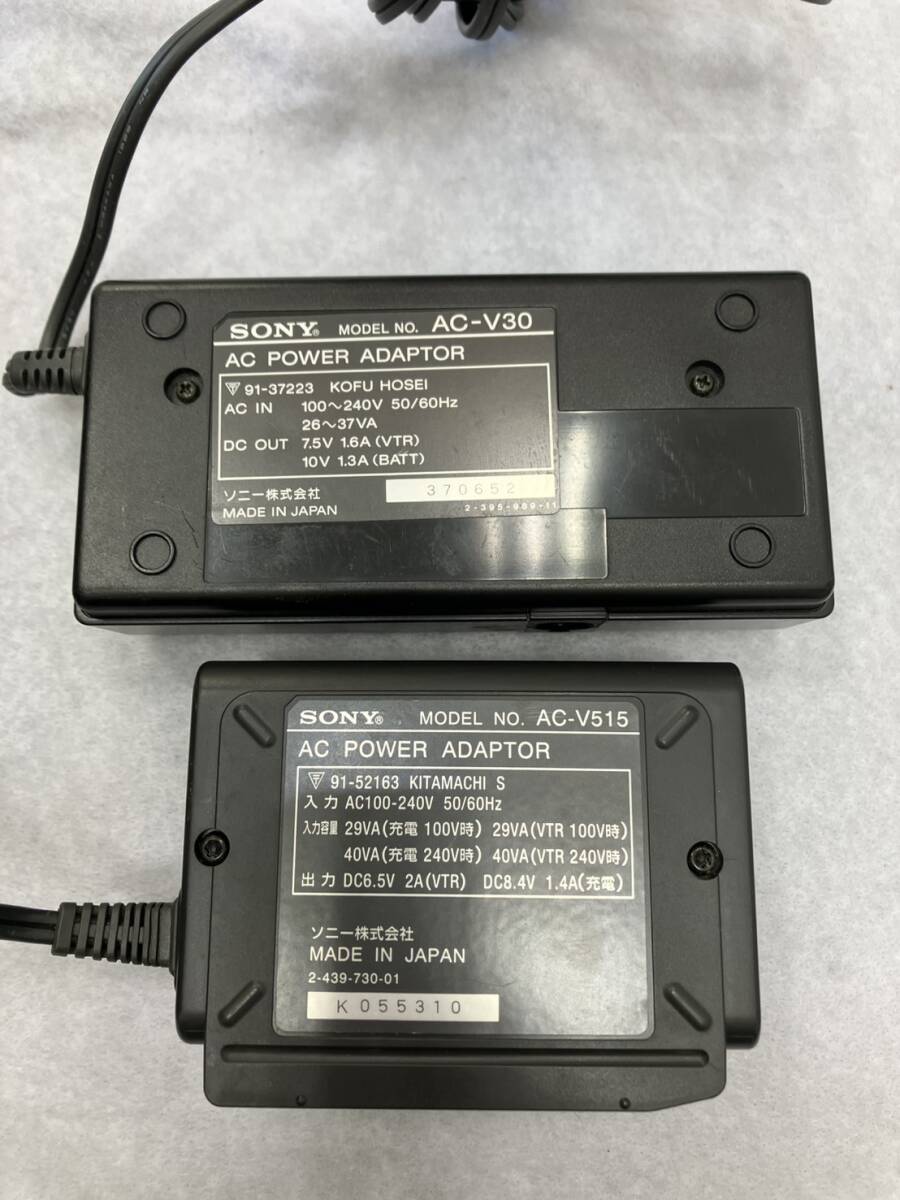 SONY® MODEL NO. AC-V30
AC POWER ADAPTOR
91-37223 KOFU HOSEI
AC IN 100～240V 50/60Hz
26～37VA
DC OUT 7.5V 1.6A (VTR)
10V 1.3A (BATT)
ソニー株式会社
370652
MADE IN JAPAN
2-395-989-11
SONY® MODEL NO. AC-V515
AC POWER ADAPTOR
91-52163 KITAMACHI S
入力 AC100-240V 50/60Hz
入力容量 29VA(充電 100V時) 29VA(VTR 100V時)
40VA(充電 240V時) 40VA(VTR 240V時)
出力 DC6.5V 2A(VTR) DC8.4V 1.4A(充電)
ソニー株式会社
MADE IN JAPAN
2-439-730-01
K 055310